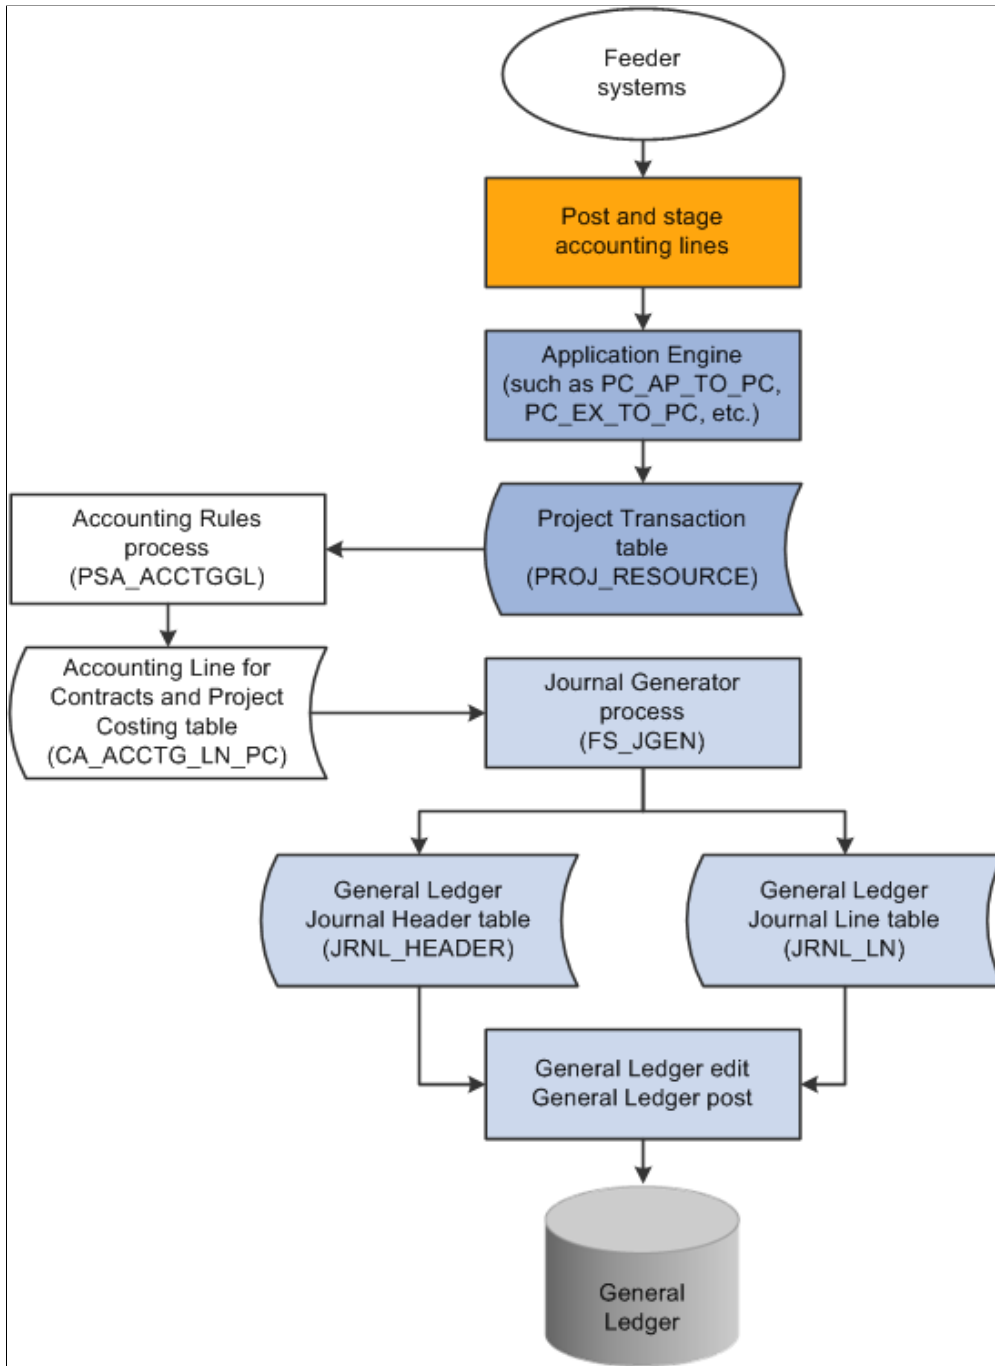 Feeder
systems
Post and stage
accounting lines
Application Engine
(such as PC_AP_TO_PC,
PC_EX_TO_PC, etc.)
Project Transaction
table
(PROJ_RESOURCE)
Accounting Rules
process
(PSA_ACCTGGL)
Accounting Line for
Contracts and Project
Costing table
(CA_ACCTG_LN_PC)
Journal Generator
process
(FS_JGEN)
General Ledger
Journal Header table
(JRNL_HEADER)
General Ledger
Journal Line table
(JRNL_LN)
General Ledger edit
General Ledger post
General
Ledger